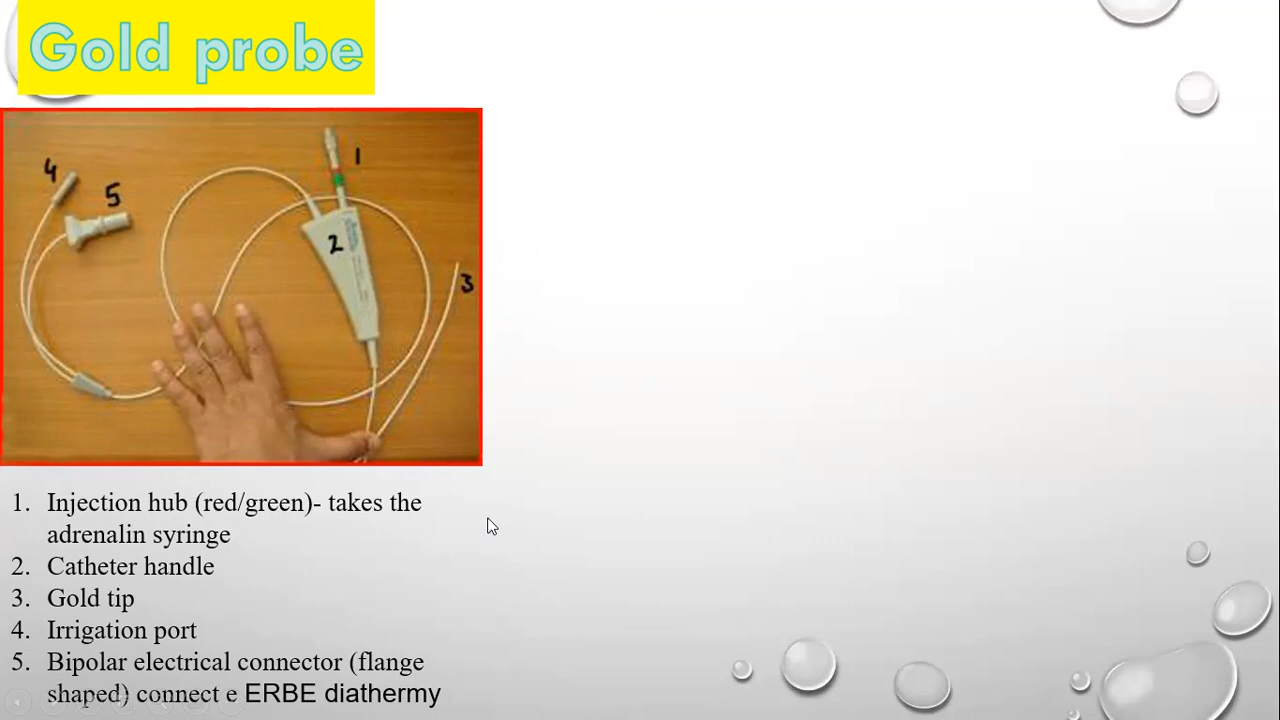 Gold probe
1
4
5
2
3
1. Injection hub (red/green)- takes the
adrenalin syringe
2. Catheter handle
3. Gold tip
4. Irrigation port
5. Bipolar electrical connector (flange
shaped) connect e ERBE diathermy